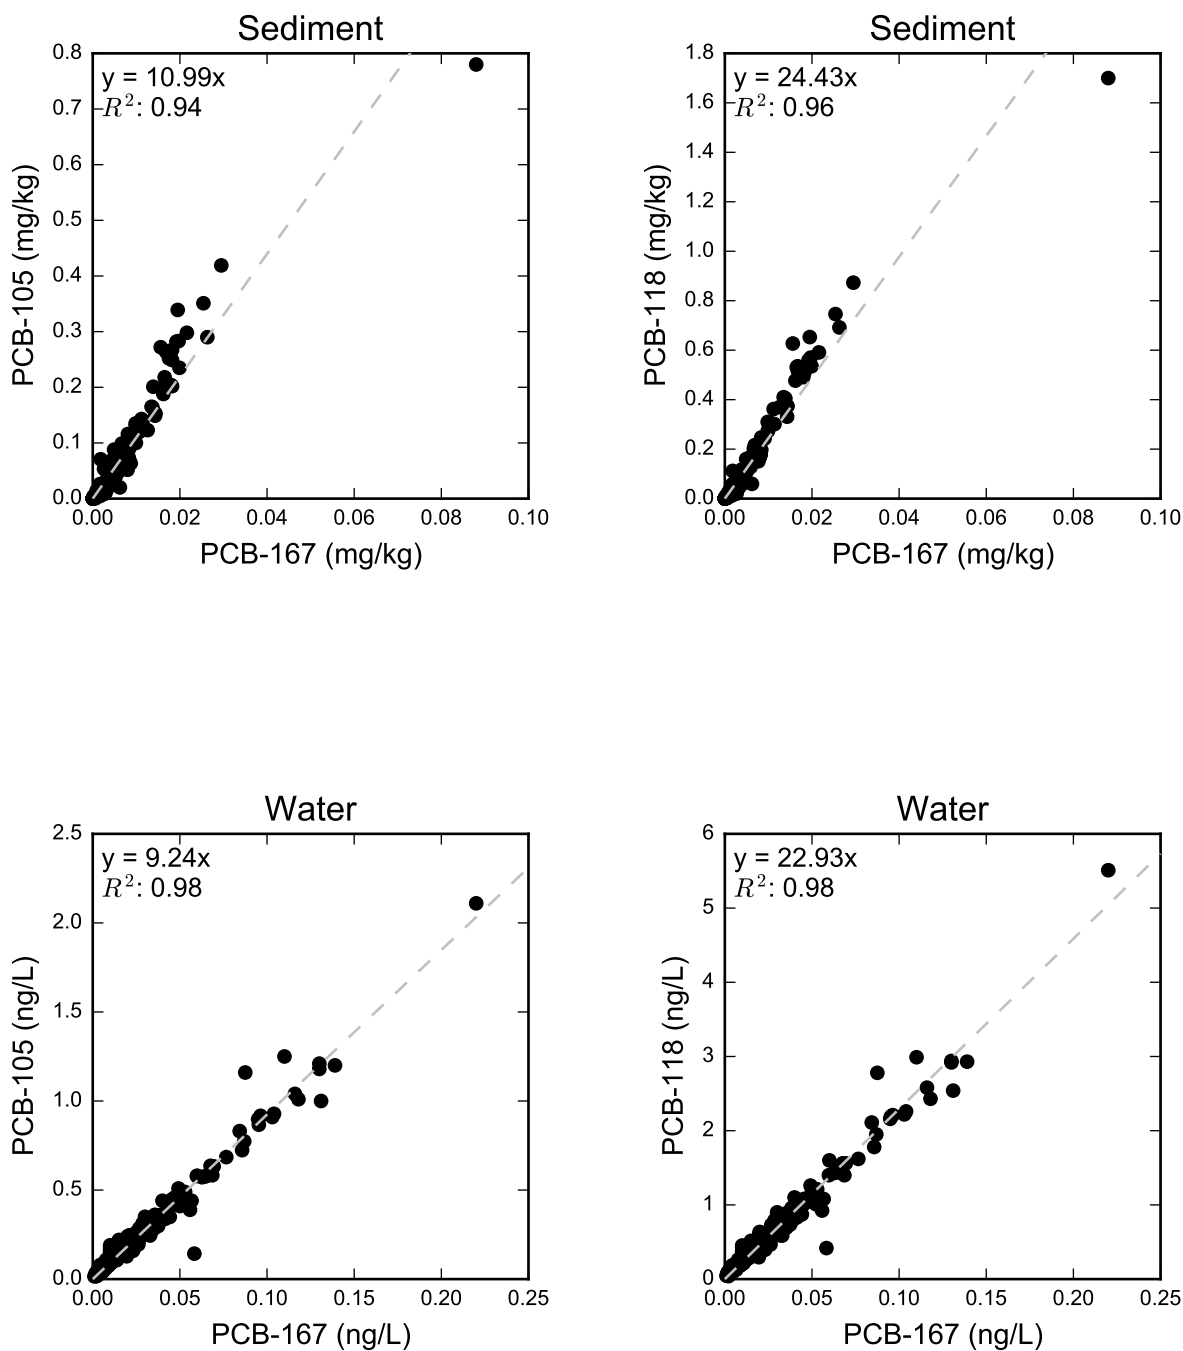 Sediment
y = 10.99x
R²: 0.94
0.8
0.7
0.6
0.5
0.4
0.3
0.2
0.1
0.0
PCB-105 (mg/kg)
0.00 0.02 0.04 0.06 0.08 0.10
PCB-167 (mg/kg)
Sediment
y = 24.43x
R²: 0.96
1.8
1.6
1.4
1.2
1.0
0.8
0.6
0.4
0.2
0.0
PCB-118 (mg/kg)
0.00 0.02 0.04 0.06 0.08 0.10
PCB-167 (mg/kg)
Water
y = 9.24x
R²: 0.98
2.5
2.0
1.5
1.0
0.5
0.0
PCB-105 (ng/L)
0.00 0.05 0.10 0.15 0.20 0.25
PCB-167 (ng/L)
Water
y = 22.93x
R²: 0.98
6
5
4
3
2
1
0
PCB-118 (ng/L)
0.00 0.05 0.10 0.15 0.20 0.25
PCB-167 (ng/L)